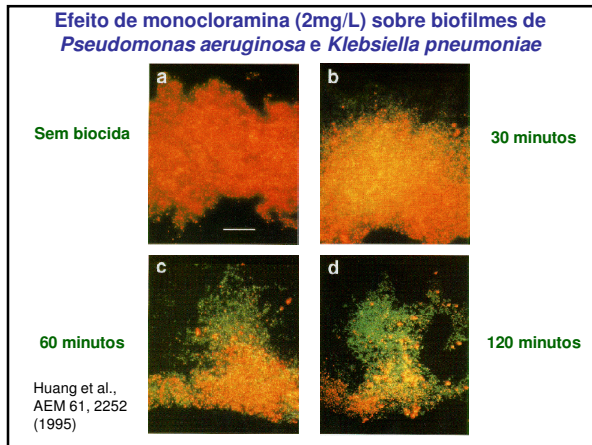 Efeito de monocloramina (2mg/L) sobre biofilmes de
Pseudomonas aeruginosa e Klebsiella pneumoniae
a
b
Sem biocida
30 minutos
c
d
60 minutos
120 minutos
Huang et al.,
AEM 61, 2252
(1995)